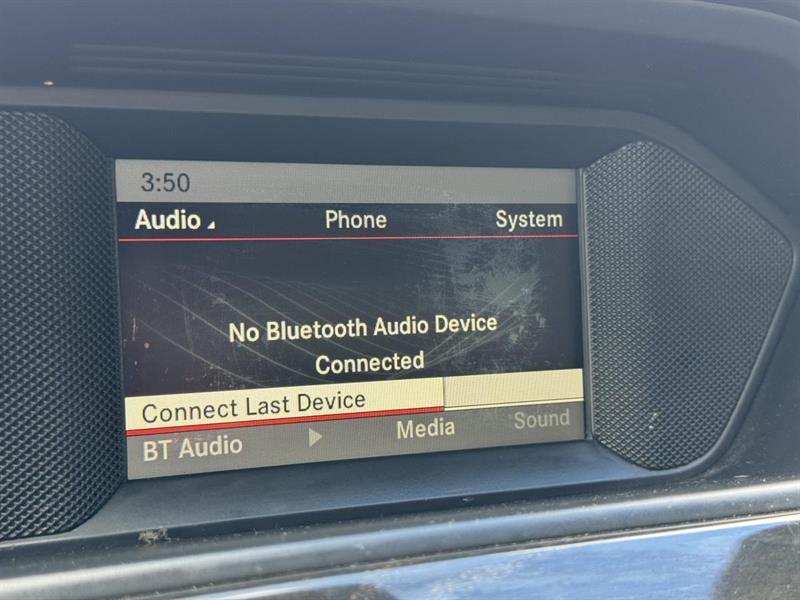 3:50
Audio Phone System
No Bluetooth Audio Device
Connected
Connect Last Device
BT Audio Media Sound